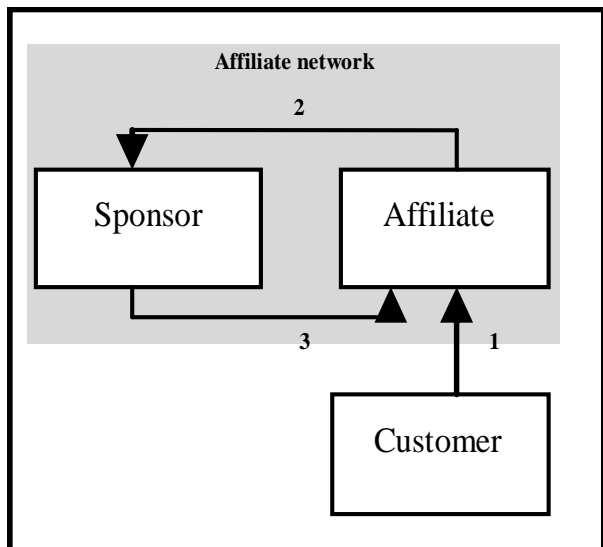 Affiliate network
2
Sponsor
Affiliate
3
1
Customer